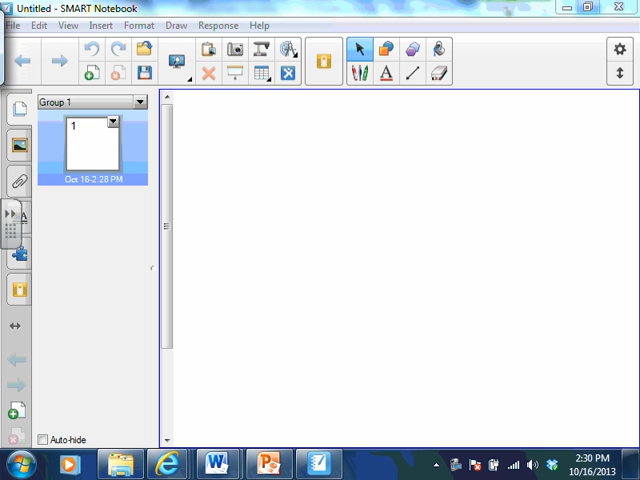 Untitled - SMART Notebook
File Edit View Insert Format Draw Response Help
Group 1
1
Oct 16-2:28 PM
Auto-hide
2:30 PM
10/16/2013